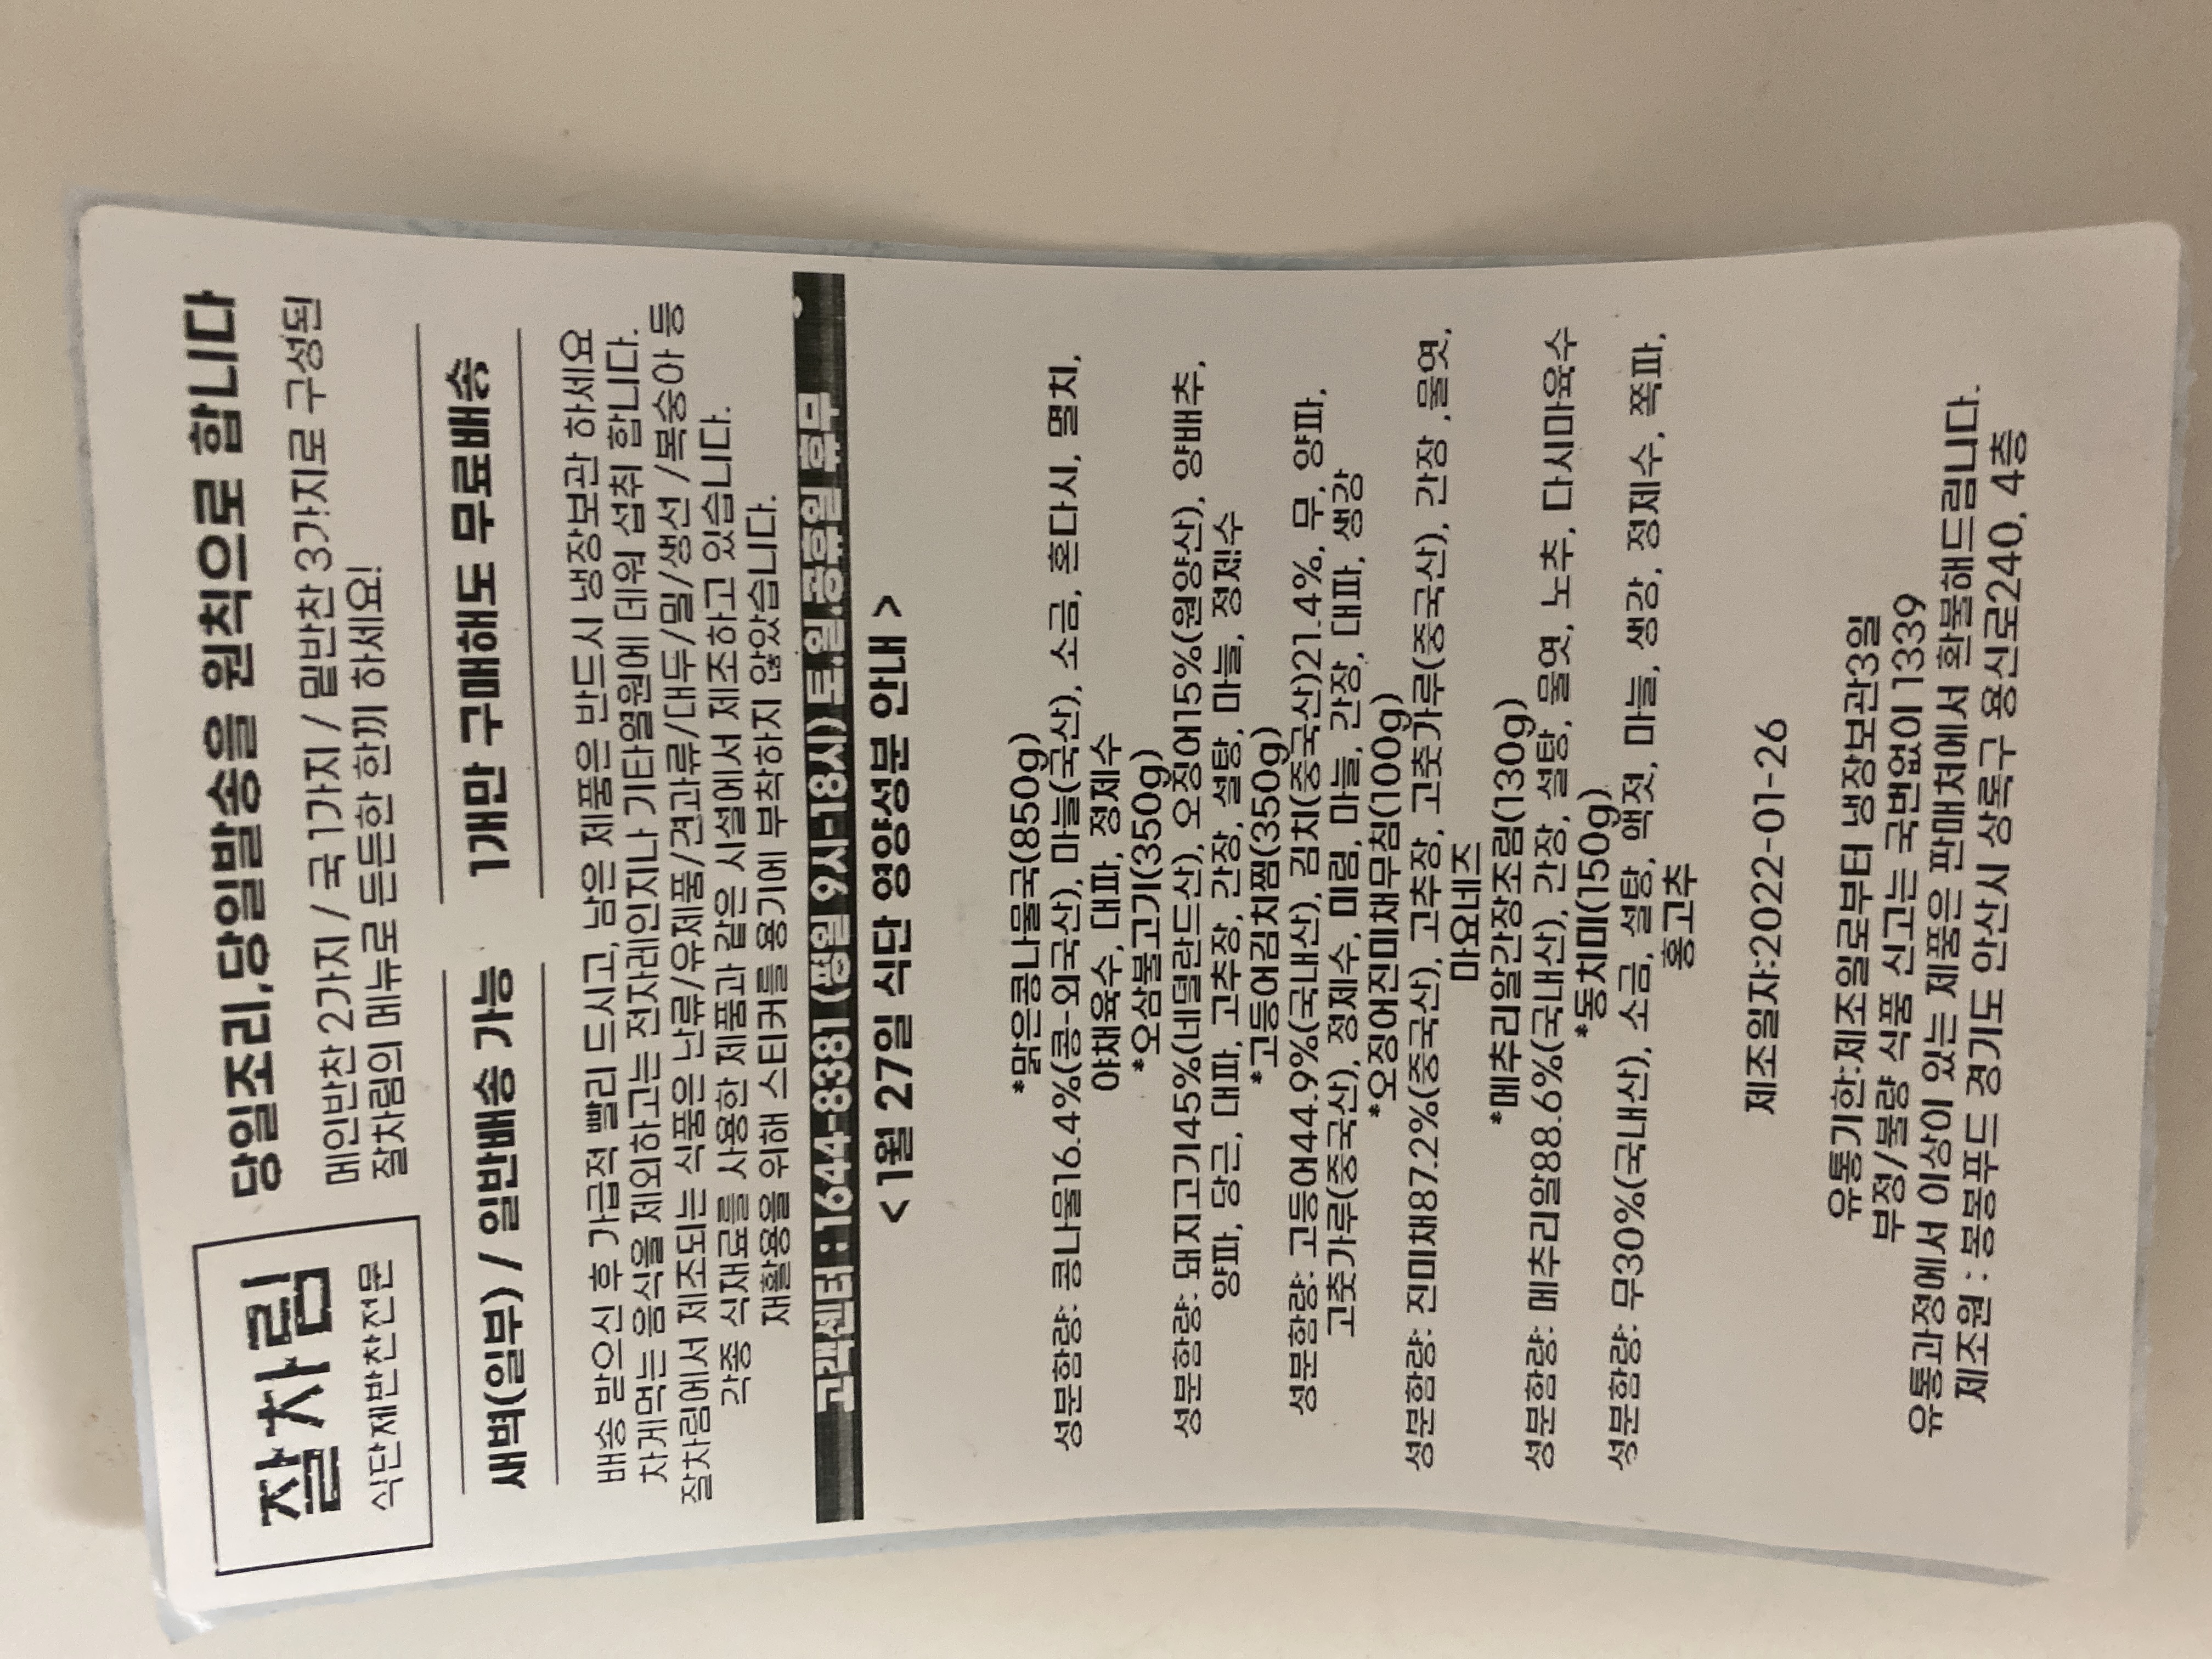 잘차림
식단제반찬전문
당일조리,당일발송을 원칙으로 합니다
메인반찬 2가지 / 국 1가지 / 밑반찬 3가지로 구성된
잘차림의 메뉴로 든든한 한끼 하세요!
새벽(일부) / 일반배송 가능
1개만 구매해도 무료배송
배송 받으신 후 가급적 빨리 드시고, 남은 제품은 반드시 냉장보관 하세요
차게먹는 음식을 제외하고는 전자레인지나 기타열원에 데워 섭취 합니다.
잘차림에서 제조되는 식품은 난류/유제품/견과류/대두/밀/생선 /복숭아 등
각종 식재료를 사용한 제품과 같은 시설에서 제조하고 있습니다.
재활용을 위해 스티커를 용기에 부착하지 않았습니다.
고객센터 : 1644-8381 (평일 9시-18시) 토,일,공휴일 휴무
< 1월 27일 식단 영양성분 안내 >
*맑은콩나물국(850g)
성분함량: 콩나물16.4%(콩-외국산), 마늘(국산), 소금, 혼다시, 멸치,
야채육수, 대파, 정제수
*오삼불고기(350g)
성분함량: 돼지고기45%(네덜란드산), 오징어15%(원양산), 양배추,
양파, 당근, 대파, 고추장, 간장, 설탕, 마늘, 정제수
*고등어김치찜(350g)
성분함량: 고등어44.9%(국내산), 김치(중국산)21.4%, 무, 양파,
고춧가루(중국산), 정제수, 미림, 마늘, 간장, 대파, 생강
*오징어진미채무침(100g)
성분함량: 진미채87.2%(중국산), 고추장, 고춧가루(중국산), 간장 ,물엿,
마요네즈
*메추리알간장조림(130g)
성분함량: 메추리알88.6%(국내산), 간장, 설탕, 물엿, 노추, 다시마육수
*동치미(150g)
성분함량: 무30%(국내산), 소금, 설탕, 액젓, 마늘, 생강, 정제수, 쪽파,
홍고추
제조일자:2022-01-26
유통기한:제조일로부터 냉장보관3일
부정/불량 식품 신고는 국번없이 1339
유통과정에서 이상이 있는 제품은 판매처에서 환불해드립니다.
제조원 : 봉봉푸드 경기도 안산시 상록구 용신로240, 4층